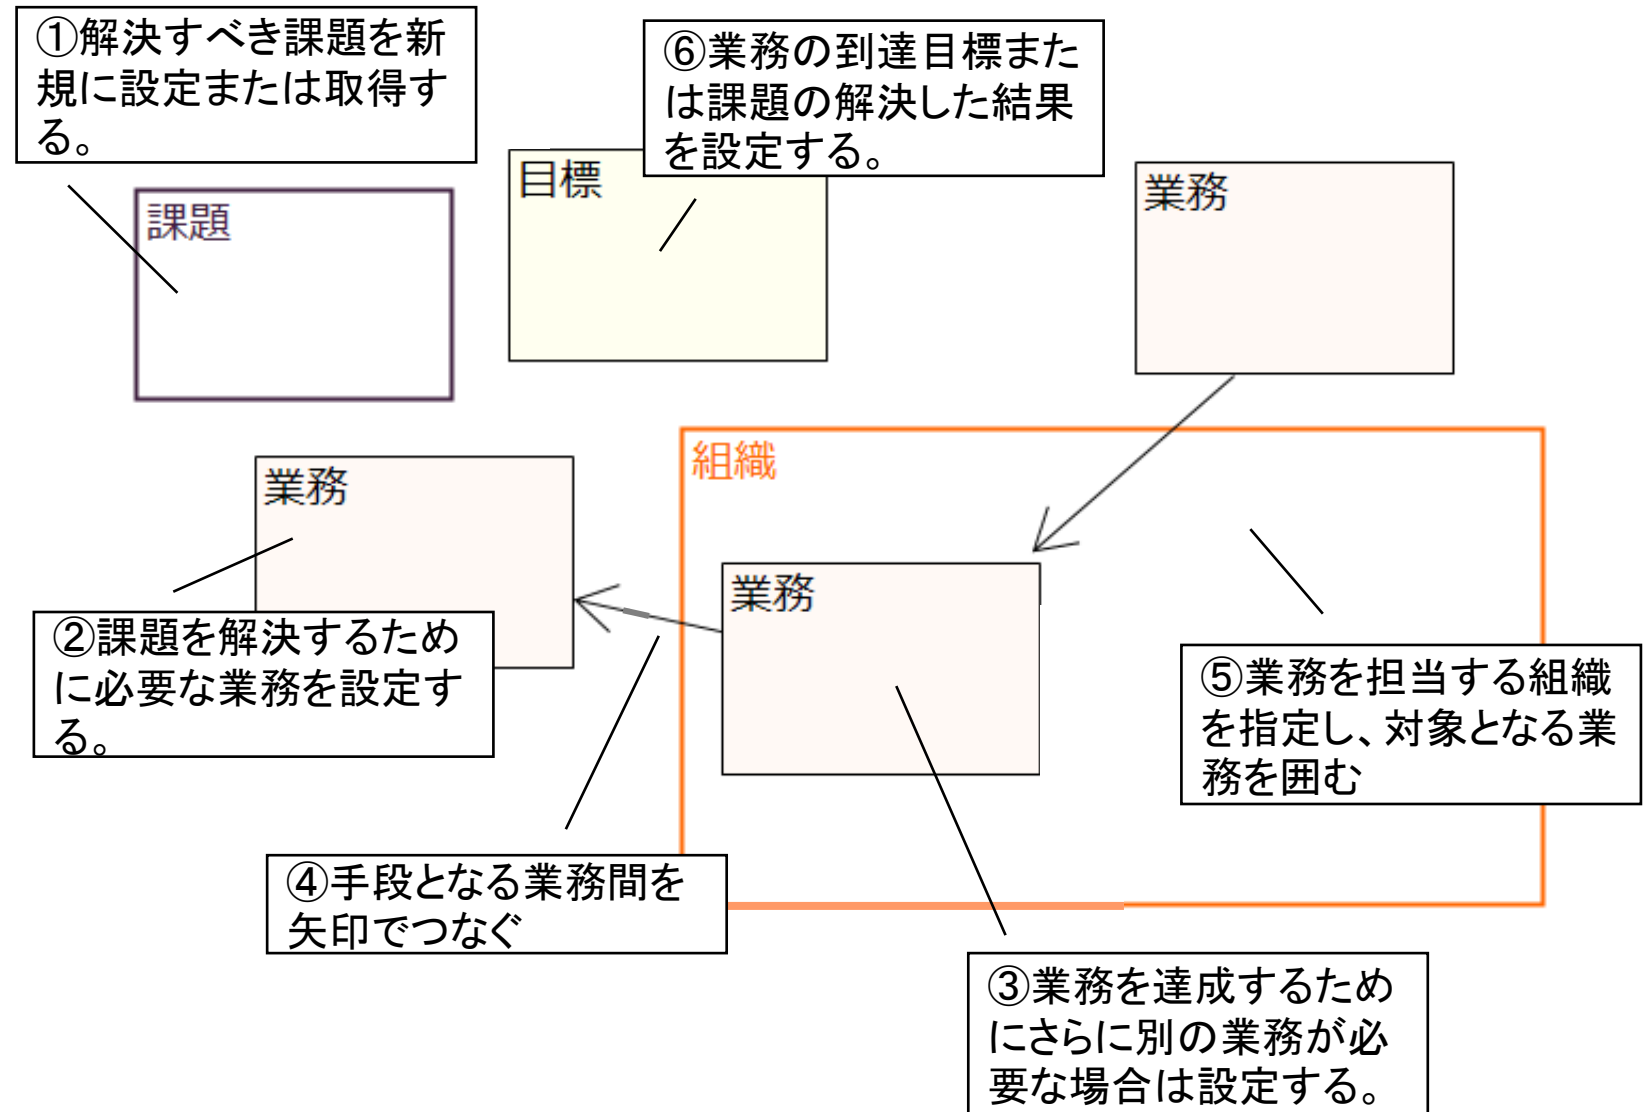 ①解決すべき課題を新
規に設定または取得す
る。
⑥業務の到達目標また
は課題の解決した結果
を設定する。
目標
業務
課題
組織
業務
業務
②課題を解決するため
に必要な業務を設定す
る。
⑤業務を担当する組織
を指定し、対象となる業
務を囲む
④手段となる業務間を
矢印でつなぐ
③業務を達成するため
にさらに別の業務が必
要な場合は設定する。